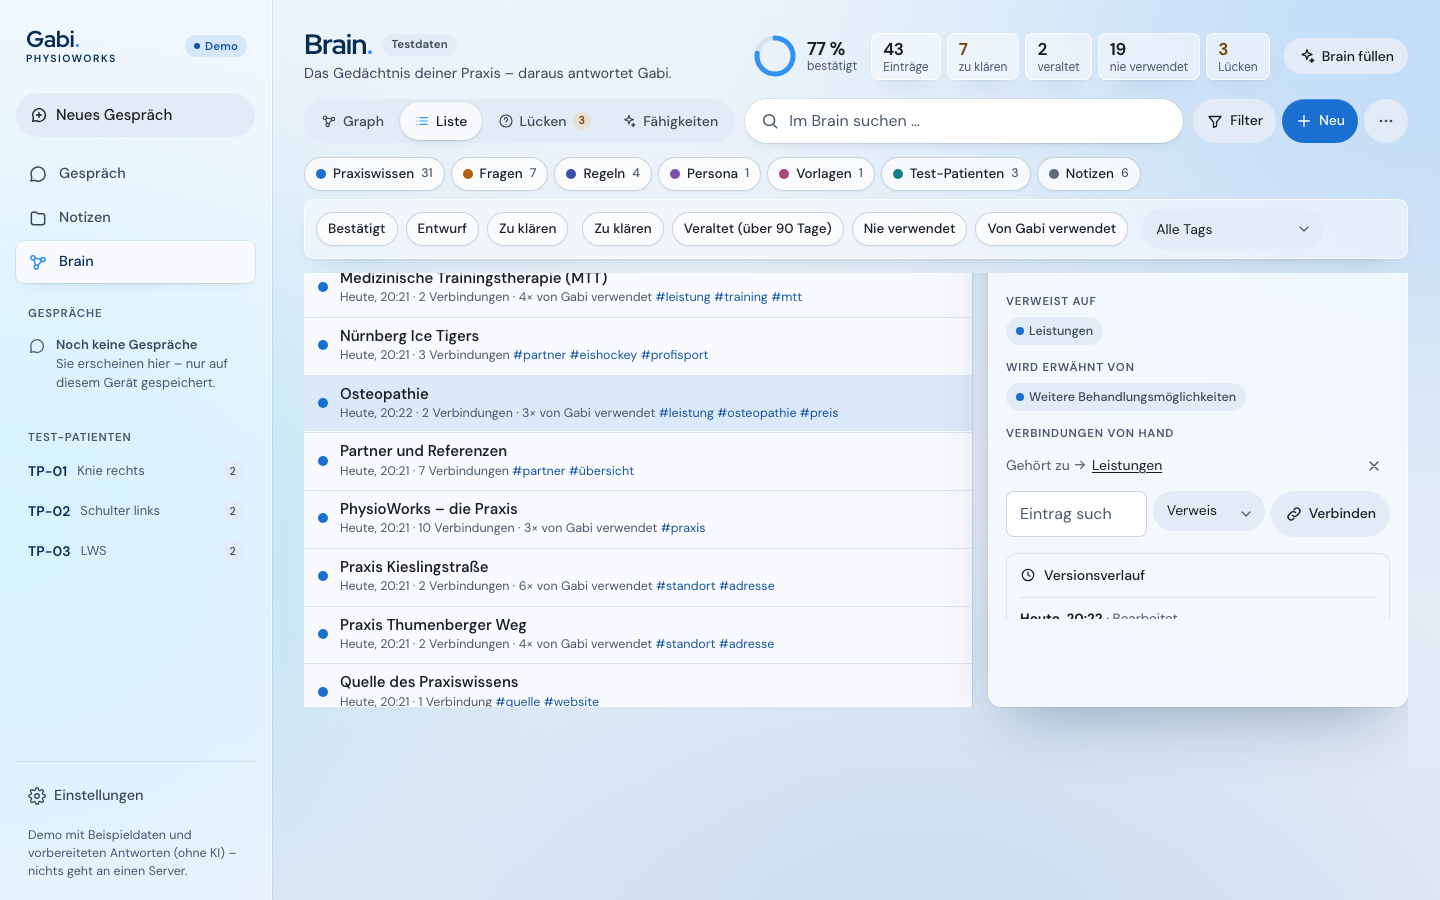 Gabi.
PHYSIOWORKS
Demo
Neues Gespräch
Gespräch
Notizen
Brain
GESPRÄCHE
Noch keine Gespräche
Sie erscheinen hier – nur auf
diesem Gerät gespeichert.
TEST-PATIENTEN
TP-01 Knie rechts 2
TP-02 Schulter links 2
TP-03 LWS 2
Einstellungen
Demo mit Beispieldaten und
vorbereiteten Antworten (ohne KI) –
nichts geht an einen Server.
Brain. Testdaten
Das Gedächtnis deiner Praxis – daraus antwortet Gabi.
77 %
bestätigt
43
Einträge
7
zu klären
2
veraltet
19
nie verwendet
3
Lücken
Brain füllen
Graph
Liste
Lücken 3
Fähigkeiten
Im Brain suchen ...
Filter
Neu
Praxiswissen 31
Fragen 7
Regeln 4
Persona 1
Vorlagen 1
Test-Patienten 3
Notizen 6
Bestätigt
Entwurf
Zu klären
Zu klären
Veraltet (über 90 Tage)
Nie verwendet
Von Gabi verwendet
Alle Tags
Medizinische Trainingstherapie (MTT)
Heute, 20:21 · 2 Verbindungen · 4× von Gabi verwendet #leistung #training #mtt
Nürnberg Ice Tigers
Heute, 20:21 · 3 Verbindungen #partner #eishockey #profisport
Osteopathie
Heute, 20:22 · 2 Verbindungen · 3× von Gabi verwendet #leistung #osteopathie #preis
Partner und Referenzen
Heute, 20:21 · 7 Verbindungen #partner #übersicht
PhysioWorks – die Praxis
Heute, 20:21 · 10 Verbindungen · 3× von Gabi verwendet #praxis
Praxis Kieslingstraße
Heute, 20:21 · 2 Verbindungen · 6× von Gabi verwendet #standort #adresse
Praxis Thumenberger Weg
Heute, 20:21 · 2 Verbindungen · 4× von Gabi verwendet #standort #adresse
Quelle des Praxiswissens
Heute, 20:21 · 1 Verbindung #quelle #website
VERWEIST AUF
Leistungen
WIRD ERWÄHNT VON
Weitere Behandlungsmöglichkeiten
VERBINDUNGEN VON HAND
Gehört zu → Leistungen
Eintrag such
Verweis
Verbinden
Versionsverlauf
Heute, 20:22 · Bearbeitet